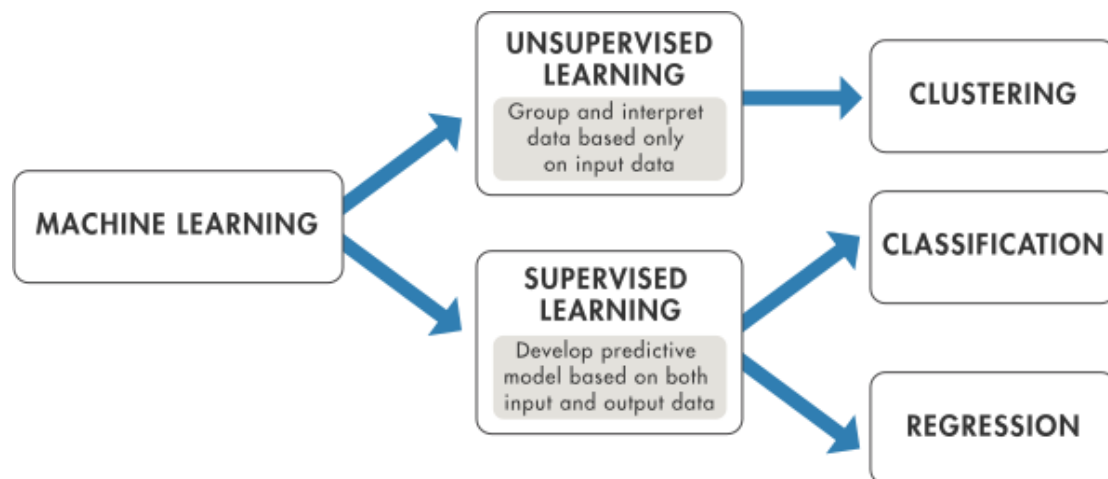 MACHINE LEARNING
UNSUPERVISED
LEARNING
Group and interpret
data based only
on input data
SUPERVISED
LEARNING
Develop predictive
model based on both
input and output data
CLUSTERING
CLASSIFICATION
REGRESSION